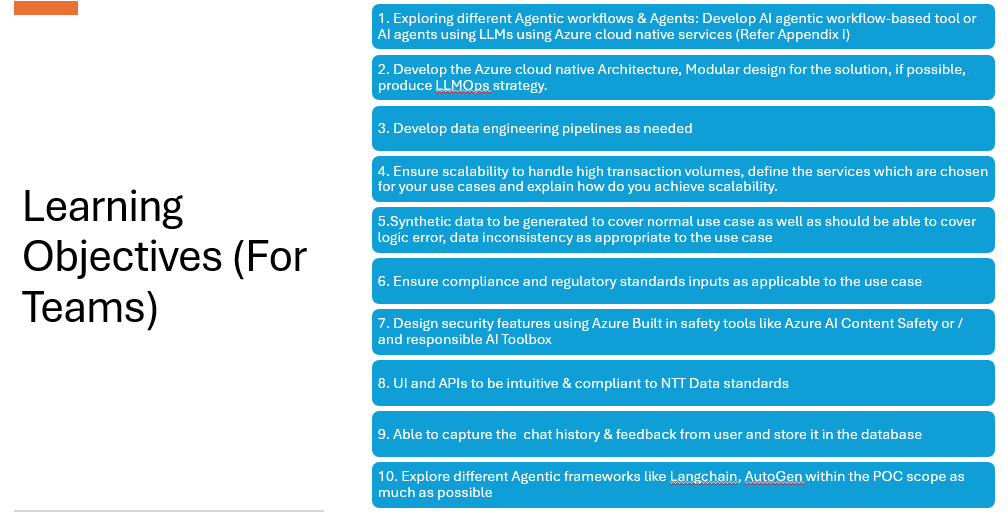 Learning
Objectives (For
Teams)
1. Exploring different Agentic workflows & Agents: Develop AI agentic workflow-based tool or
AI agents using LLMs using Azure cloud native services (Refer Appendix I)
2. Develop the Azure cloud native Architecture, Modular design for the solution, if possible,
produce LLMOps strategy.
3. Develop data engineering pipelines as needed
4. Ensure scalability to handle high transaction volumes, define the services which are chosen
for your use cases and explain how do you achieve scalability.
5.Synthetic data to be generated to cover normal use case as well as should be able to cover
logic error, data inconsistency as appropriate to the use case
6. Ensure compliance and regulatory standards inputs as applicable to the use case
7. Design security features using Azure Built in safety tools like Azure AI Content Safety or /
and responsible AI Toolbox
8. UI and APIs to be intuitive & compliant to NTT Data standards
9. Able to capture the  chat history & feedback from user and store it in the database
10. Explore different Agentic frameworks like Langchain, AutoGen within the POC scope as
much as possible